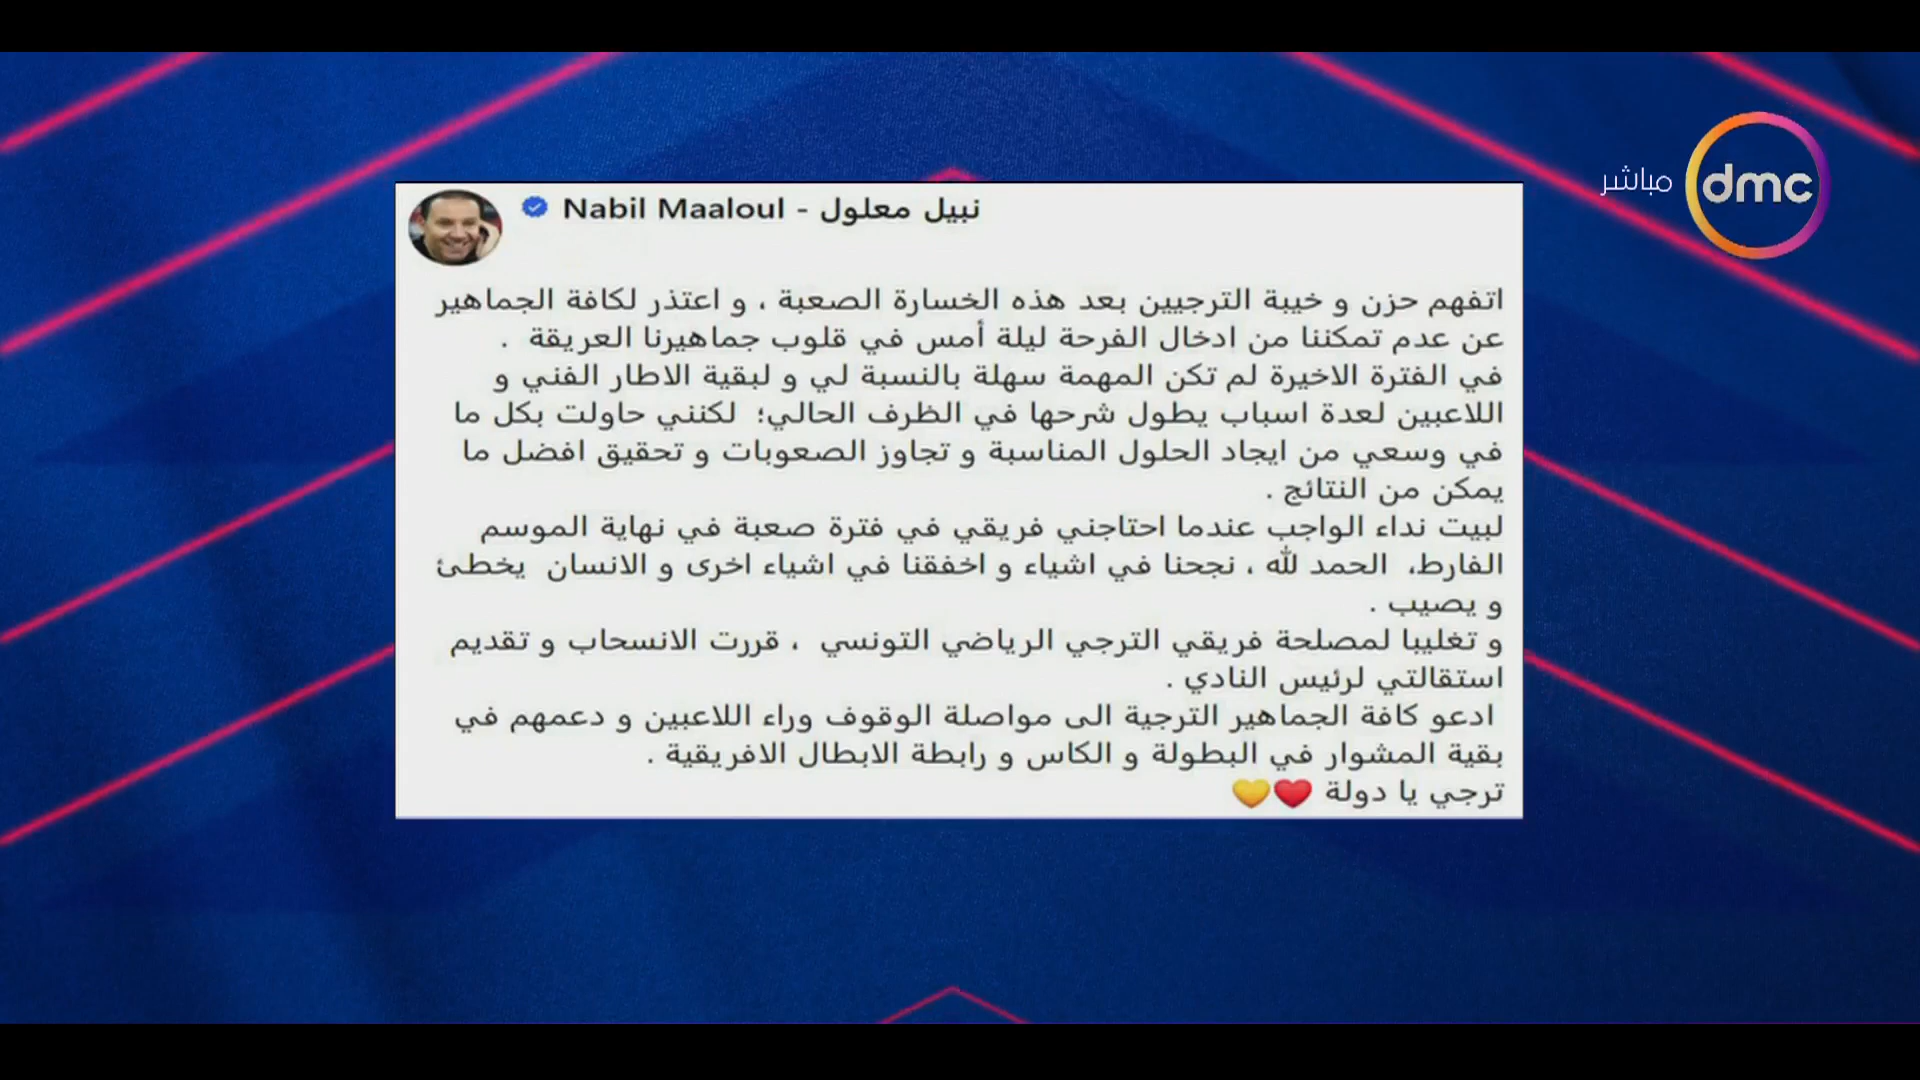 مباشر
dmc
Nabil Maaloul - نبيل معلول
اتفهم حزن و خيبة الترجيين بعد هذه الخسارة الصعبة ، و اعتذر لكافة الجماهير
عن عدم تمكننا من ادخال الفرحة ليلة أمس في قلوب جماهيرنا العريقة .
في الفترة الاخيرة لم تكن المهمة سهلة بالنسبة لي و لبقية الاطار الفني و
اللاعبين لعدة اسباب يطول شرحها في الظرف الحالي؛ لكنني حاولت بكل ما
في وسعي من ايجاد الحلول المناسبة و تجاوز الصعوبات و تحقيق افضل ما
يمكن من النتائج .
لبيت نداء الواجب عندما احتاجني فريقي في فترة صعبة في نهاية الموسم
الفارط، الحمد لله ، نجحنا في اشياء و اخفقنا في اشياء اخرى و الانسان يخطئ
و يصيب .
و تغليبا لمصلحة فريقي الترجي الرياضي التونسي ، قررت الانسحاب و تقديم
استقالتي لرئيس النادي .
ادعو كافة الجماهير الترجية الى مواصلة الوقوف وراء اللاعبين و دعمهم في
بقية المشوار في البطولة و الكاس و رابطة الابطال الافريقية .
ترجي يا دولة ❤️💛